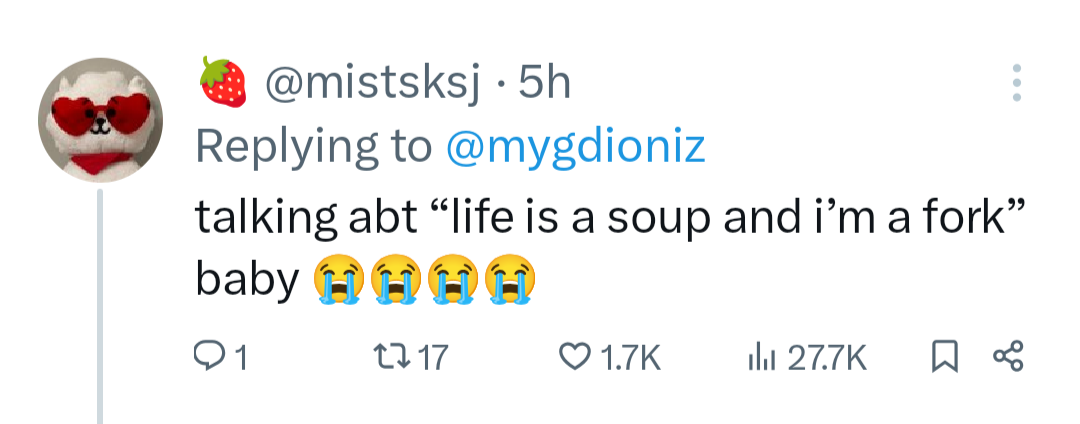 🍓 @mistsksj · 5h
Replying to @mygdioniz
talking abt “life is a soup and i’m a fork”
baby 😭😭😭😭
1 17 1.7K 27.7K